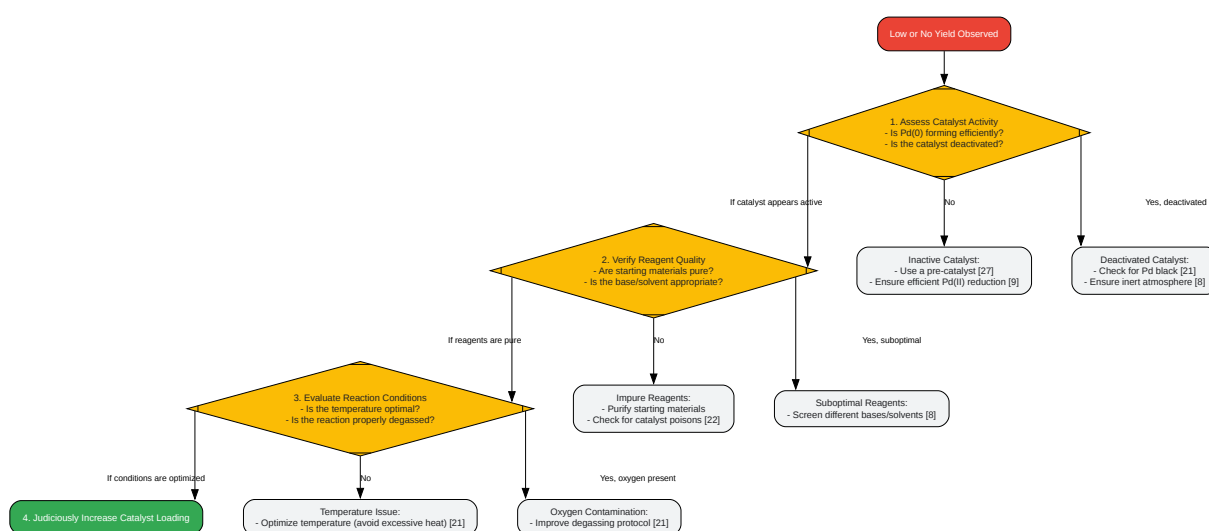 Low or No Yield Observed
1. Assess Catalyst Activity
- Is Pd(0) forming efficiently?
- Is the catalyst deactivated?
If catalyst appears active
No
Yes, deactivated
Inactive Catalyst:
- Use a pre-catalyst [27]
- Ensure efficient Pd(II) reduction [9]
Deactivated Catalyst:
- Check for Pd black [21]
- Ensure inert atmosphere [8]
2. Verify Reagent Quality
- Are starting materials pure?
- Is the base/solvent appropriate?
If reagents are pure
No
Yes, suboptimal
Impure Reagents:
- Purify starting materials
- Check for catalyst poisons [22]
Suboptimal Reagents:
- Screen different bases/solvents [8]
3. Evaluate Reaction Conditions
- Is the temperature optimal?
- Is the reaction properly degassed?
If conditions are optimized
No
Yes, oxygen present
4. Judiciously Increase Catalyst Loading
Temperature Issue:
- Optimize temperature (avoid excessive heat) [21]
Oxygen Contamination:
- Improve degassing protocol [21]